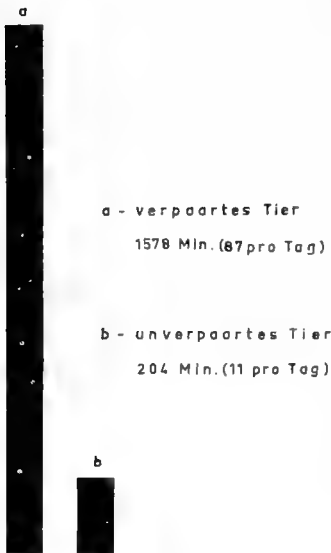 a
a - verpaartes Tier
1578 Min. (87 pro Tag)
b - unverpaartes Tier
204 Min. (11 pro Tag)
b